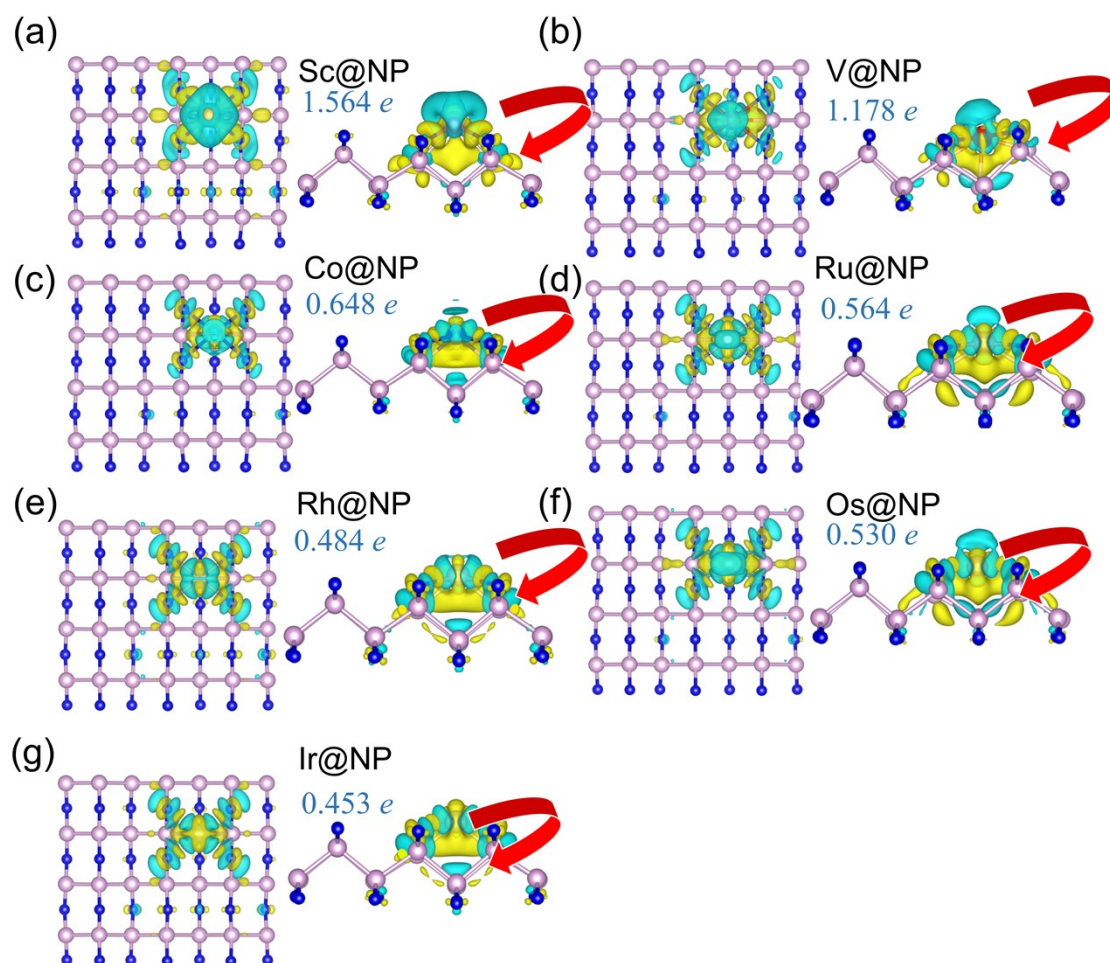 (a)
Sc@NP
1.564 e
(b)
V@NP
1.178 e
(c)
Co@NP
0.648 e
(d)
Ru@NP
0.564 e
(e)
Rh@NP
0.484 e
(f)
Os@NP
0.530 e
(g)
Ir@NP
0.453 e